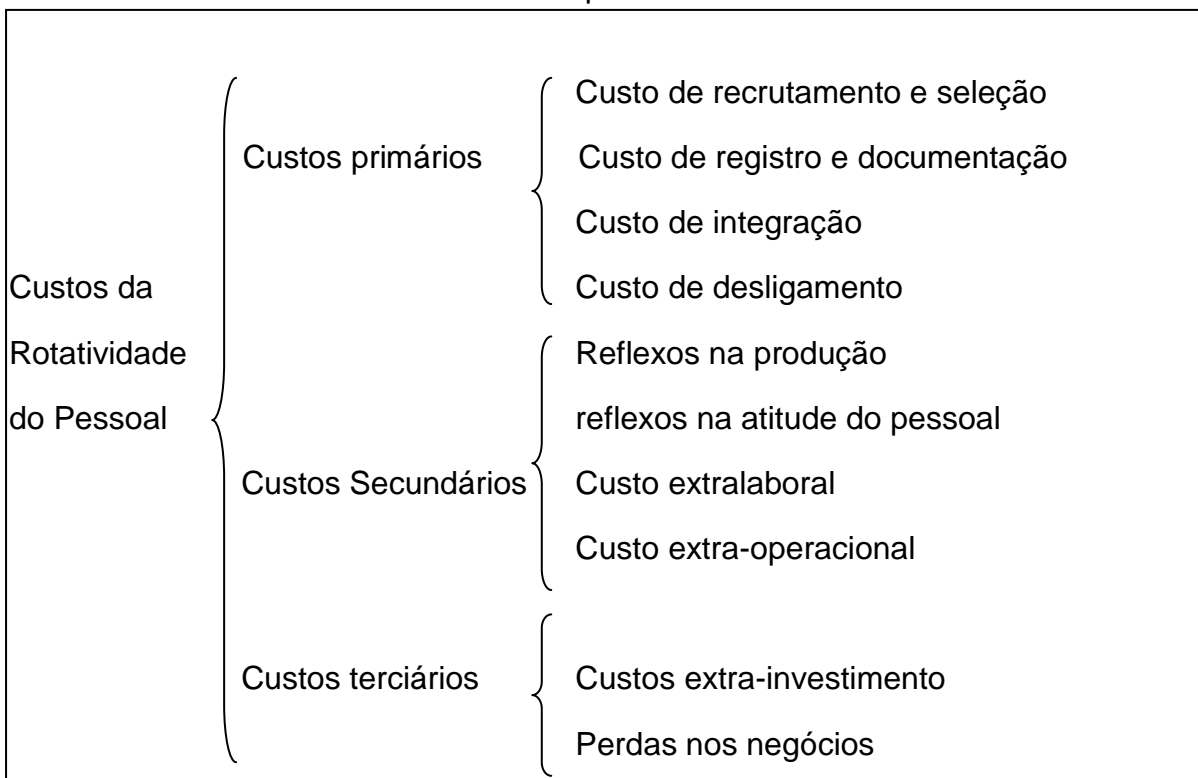 Custo de recrutamento e seleção
Custos primários Custo de registro e documentação
Custo de integração
Custos da Custo de desligamento
Rotatividade Reflexos na produção
do Pessoal reflexos na atitude do pessoal
Custos Secundários Custo extralaboral
Custo extra-operacional
Custos terciários Custos extra-investimento
Perdas nos negócios